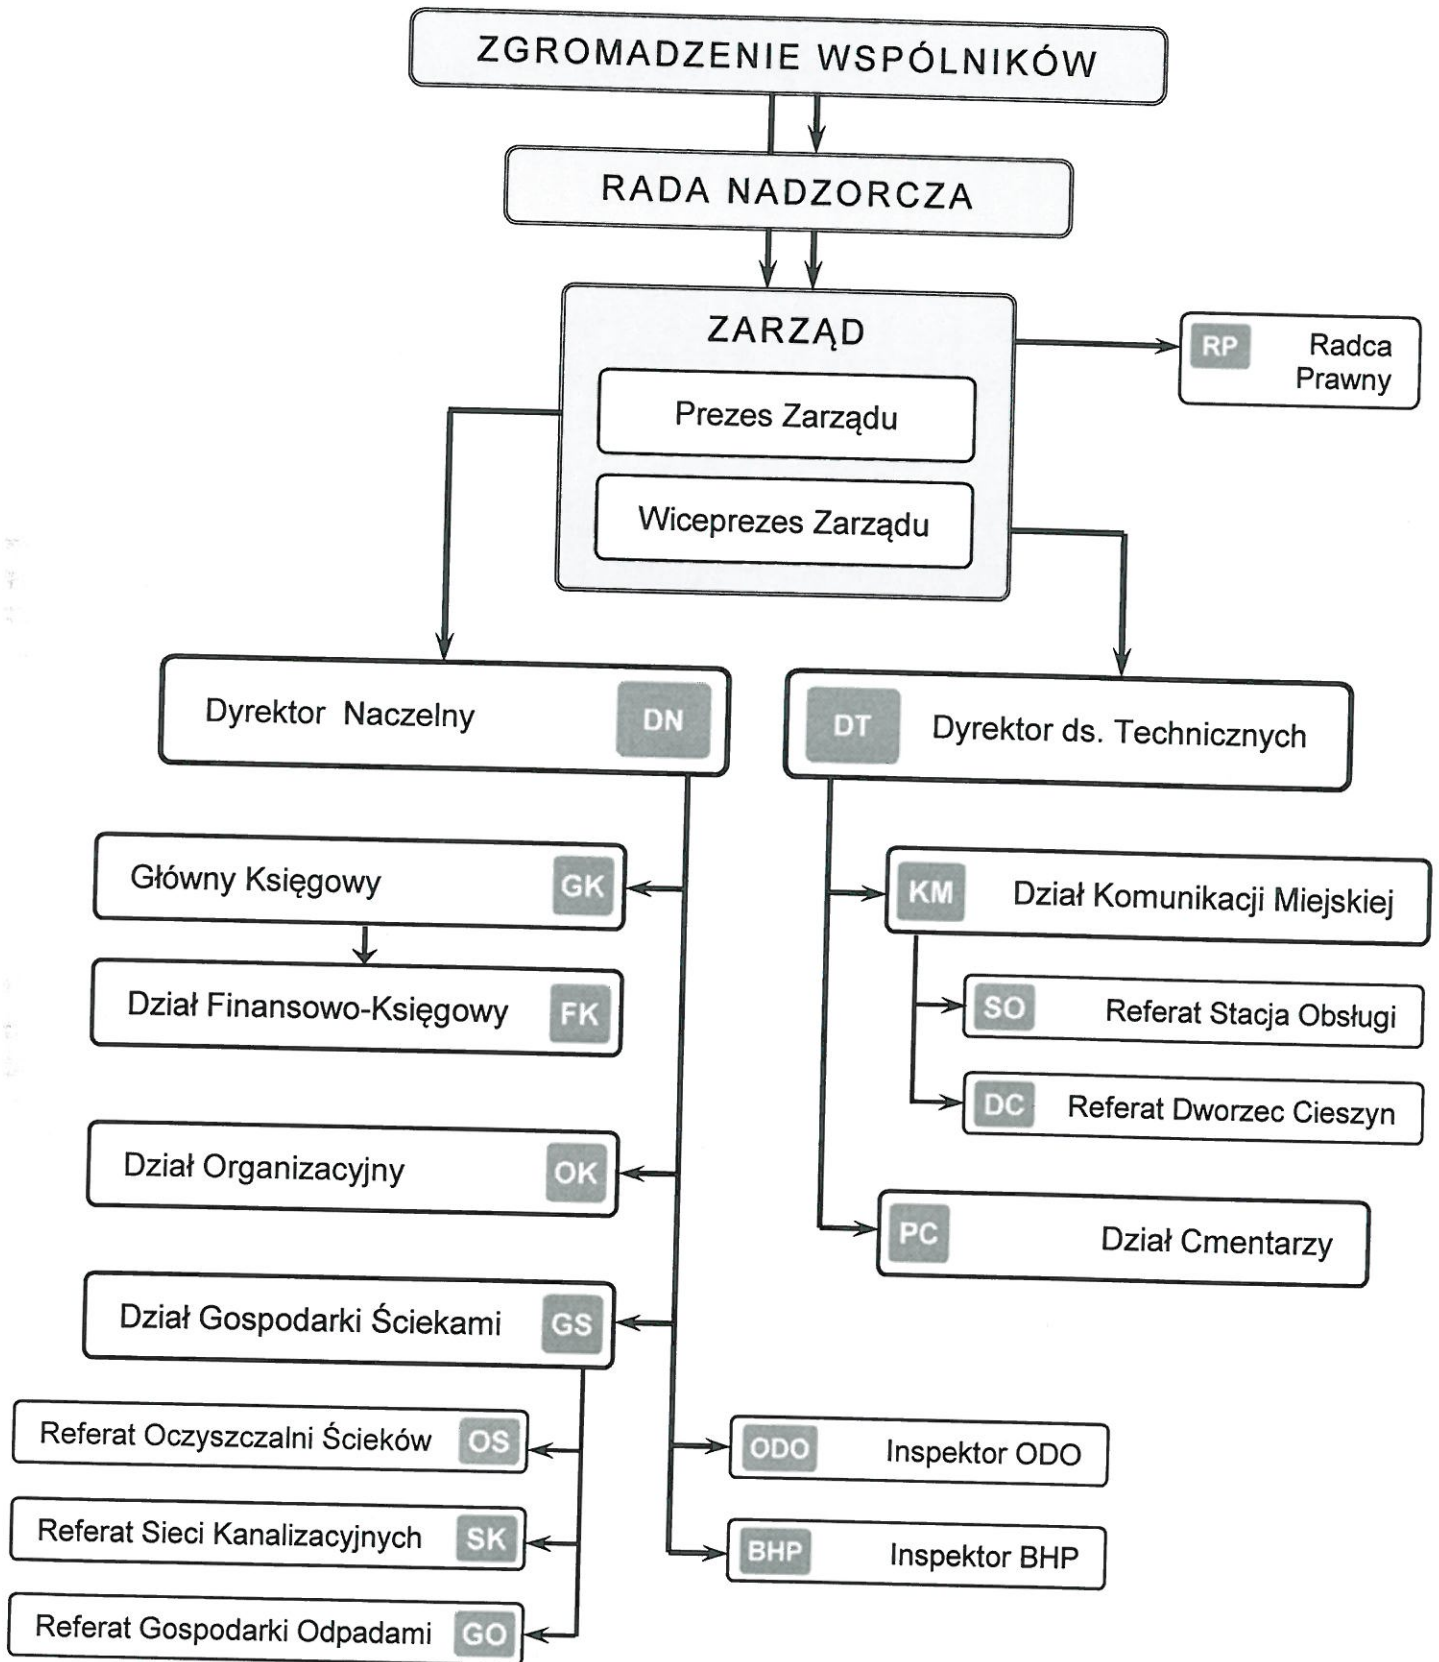 ZGROMADZENIE WSPÓLNIKÓW
RADA NADZORCZA
ZARZĄD
Prezes Zarządu
Wiceprezes Zarządu
RP Radca
Prawny
Dyrektor Naczelny DN
DT Dyrektor ds. Technicznych
Główny Księgowy GK
Dział Finansowo-Księgowy FK
Dział Organizacyjny OK
Dział Gospodarki Ściekami GS
Referat Oczyszczalni Ścieków OS
Referat Sieci Kanalizacyjnych SK
Referat Gospodarki Odpadami GO
ODO Inspektor ODO
BHP Inspektor BHP
KM Dział Komunikacji Miejskiej
SO Referat Stacja Obsługi
DC Referat Dworzec Cieszyn
PC Dział Cmentarzy